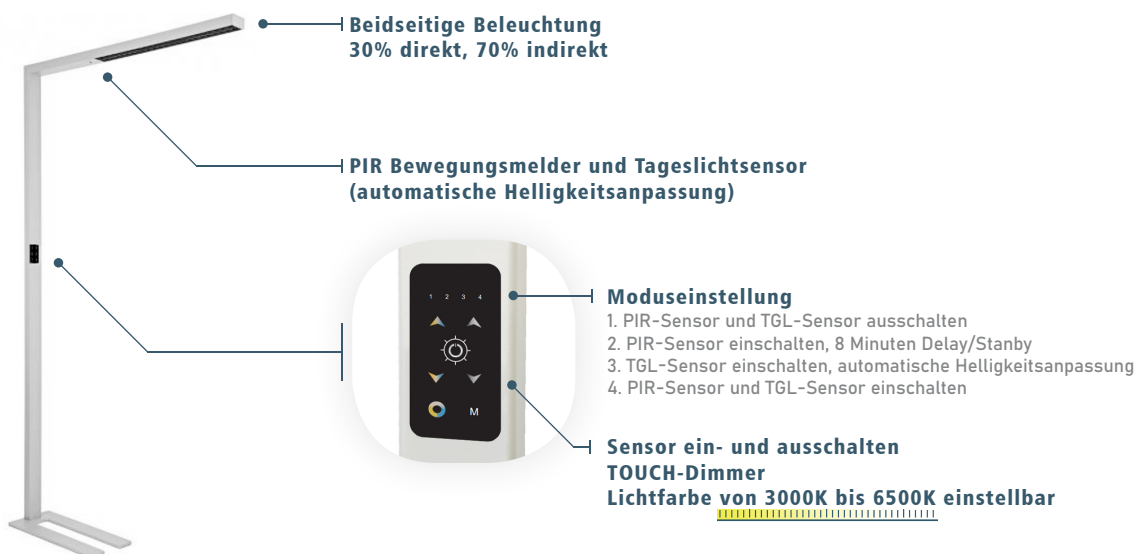 Beidseitige Beleuchtung
30% direkt, 70% indirekt
PIR Bewegungsmelder und Tageslichtsensor
(automatische Helligkeitsanpassung)
1 2 3 4
M
Moduseinstellung
1. PIR-Sensor und TGL-Sensor ausschalten
2. PIR-Sensor einschalten, 8 Minuten Delay/Stanby
3. TGL-Sensor einschalten, automatische Helligkeitsanpassung
4. PIR-Sensor und TGL-Sensor einschalten
Sensor ein- und ausschalten
TOUCH-Dimmer
Lichtfarbe von 3000K bis 6500K einstellbar